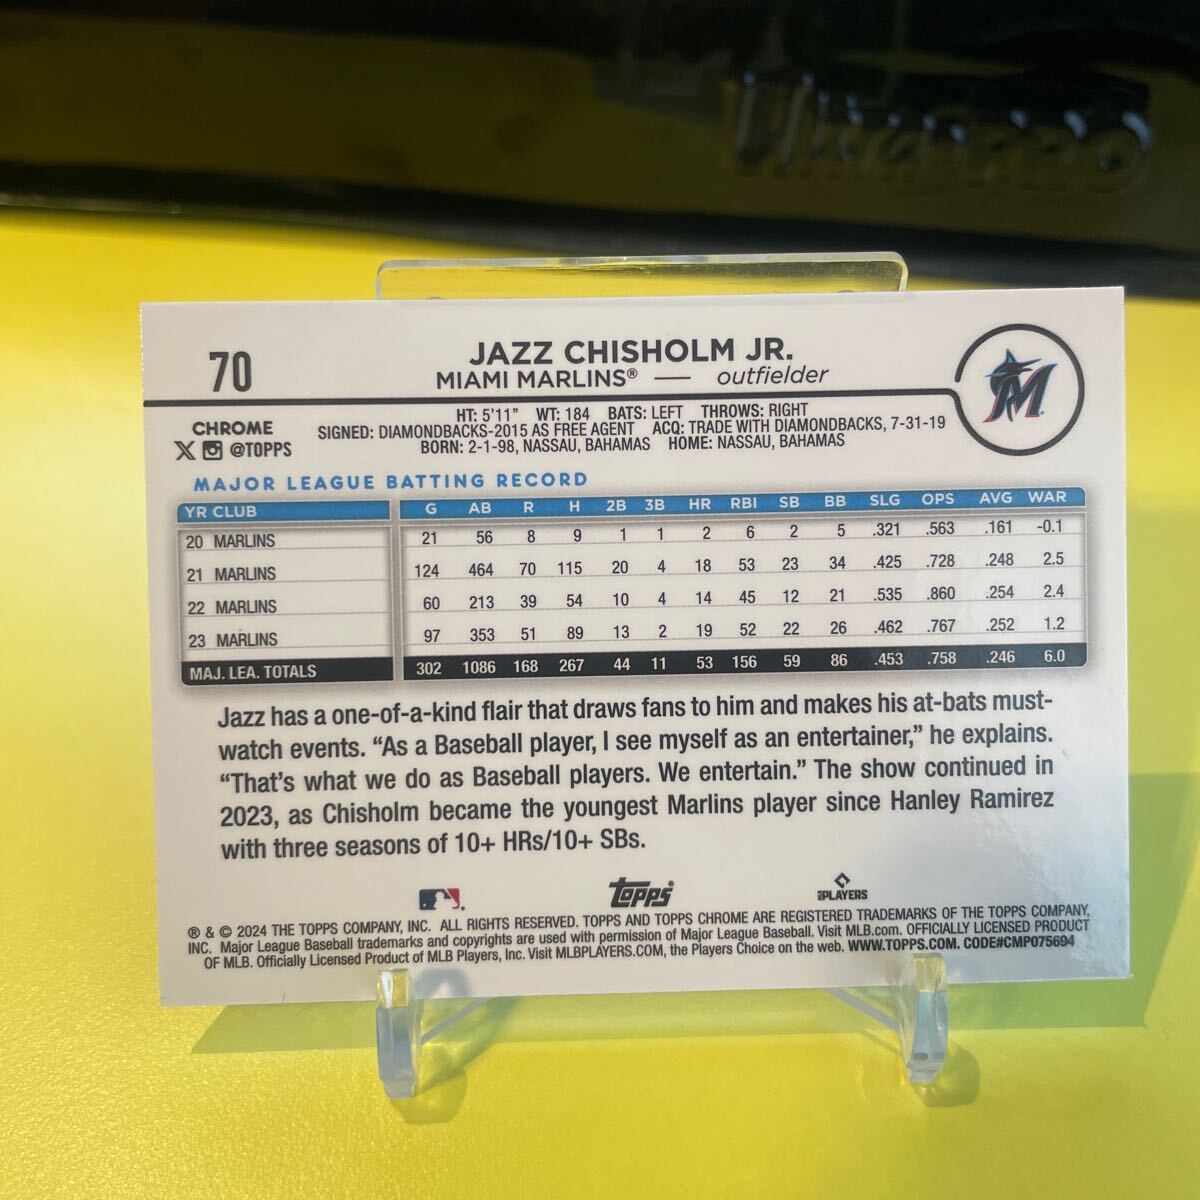 70
JAZZ CHISHOLM JR.
MIAMI MARLINS® — outfielder
M
CHROME
X @TOPPS
HT: 5'11" WT: 184 BATS: LEFT THROWS: RIGHT
SIGNED: DIAMONDBACKS-2015 AS FREE AGENT ACQ: TRADE WITH DIAMONDBACKS, 7-31-19
BORN: 2-1-98, NASSAU, BAHAMAS HOME: NASSAU, BAHAMAS
MAJOR LEAGUE BATTING RECORD
YR CLUB G AB R H 2B 3B HR RBI SB BB SLG OPS AVG WAR
20 MARLINS 21 56 8 9 1 1 2 6 2 5 .321 .563 .161 -0.1
21 MARLINS 124 464 70 115 20 4 18 53 23 34 .425 .728 .248 2.5
22 MARLINS 60 213 39 54 10 4 14 45 12 21 .535 .860 .254 2.4
23 MARLINS 97 353 51 89 13 2 19 52 22 26 .462 .767 .252 1.2
MAJ. LEA. TOTALS 302 1086 168 267 44 11 53 156 59 86 .453 .758 .246 6.0
Jazz has a one-of-a-kind flair that draws fans to him and makes his at-bats must-
watch events. “As a Baseball player, I see myself as an entertainer,” he explains.
“That’s what we do as Baseball players. We entertain.” The show continued in
2023, as Chisholm became the youngest Marlins player since Hanley Ramirez
with three seasons of 10+ HRs/10+ SBs.
topps
PLAYERS
® & © 2024 THE TOPPS COMPANY, INC. ALL RIGHTS RESERVED. TOPPS AND TOPPS CHROME ARE REGISTERED TRADEMARKS OF THE TOPPS COMPANY,
INC. Major League Baseball trademarks and copyrights are used with permission of Major League Baseball. Visit MLB.com. OFFICIALLY LICENSED PRODUCT
OF MLB. Officially Licensed Product of MLB Players, Inc. Visit MLBPLAYERS.COM, the Players Choice on the web. WWW.TOPPS.COM. CODE#CMP075694